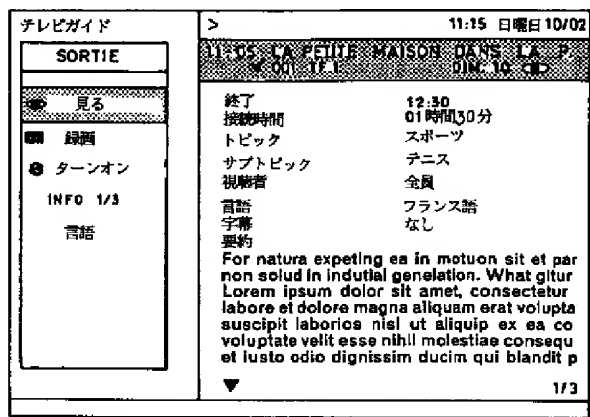 テレビガイド
SORTIE
見る
録画
ターンオン
INFO 1/3
言語
> 11:15 日曜日 10/02
11:05 LA PETITE MAISON DANS LA P.
001 TF1 DIM. 10
終了 12:30
接続時間 01時間30分
トピック スポーツ
サブトピック テニス
視聴者 全員
言語 フランス語
字幕 なし
要約
For natura expeting ea in motuon sit et par
non solud in indutial genelation. What gitur
Lorem ipsum dolor sit amet, consectetur
labore et dolore magna aliquam erat volupta
suscipit laborios nisl ut aliquip ex ea co
voluptate velit esse nihil molestiae consequ
et iusto odio dignissim ducim qui blandit p
▼ 1/3